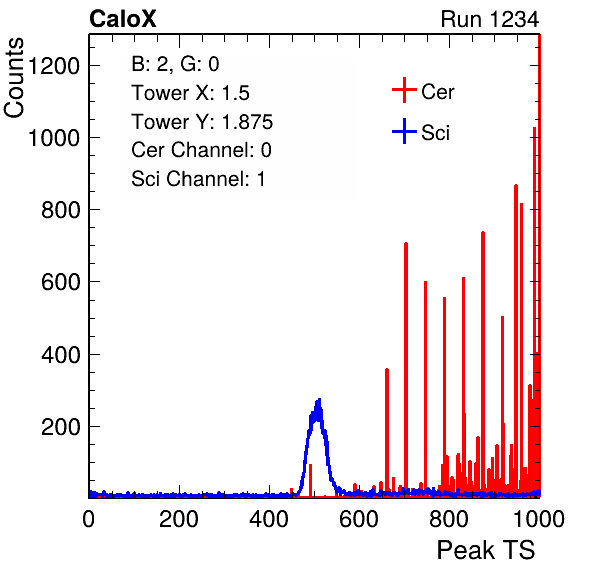 CaloX Run 1234
Counts
B: 2, G: 0
Tower X: 1.5
Tower Y: 1.875
Cer Channel: 0
Sci Channel: 1
Cer
Sci
1200
1000
800
600
400
200
0 200 400 600 800 1000
Peak TS